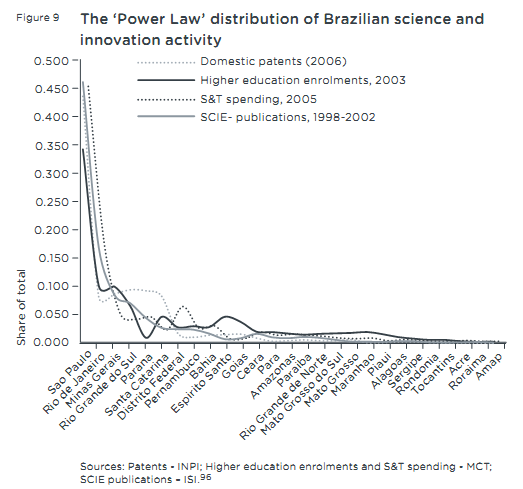 Figure 9
The ‘Power Law’ distribution of Brazilian science and
innovation activity
Domestic patents (2006)
Higher education enrolments, 2003
S&T spending, 2005
SCIE- publications, 1998-2002
Share of total
0.500
0.450
0.400
0.350
0.300
0.250
0.200
0.150
0.100
0.050
0.000
Sao Paulo
Rio de Janeiro
Minas Gerais
Rio Grande do Sul
Parana
Santa Catarina
Distrito Federal
Pernambuco
Bahia
Espirito Santo
Goias
Ceara
Para
Amazonas
Paraiba
Rio Grande de Norte
Mato Grosso do Sul
Mato Grosso
Maranhao
Piaui
Alagoas
Sergipe
Rondonia
Tocantins
Acre
Roraima
Amap
Sources: Patents - INPI; Higher education enrolments and S&T spending - MCT;
SCIE publications – ISI.96